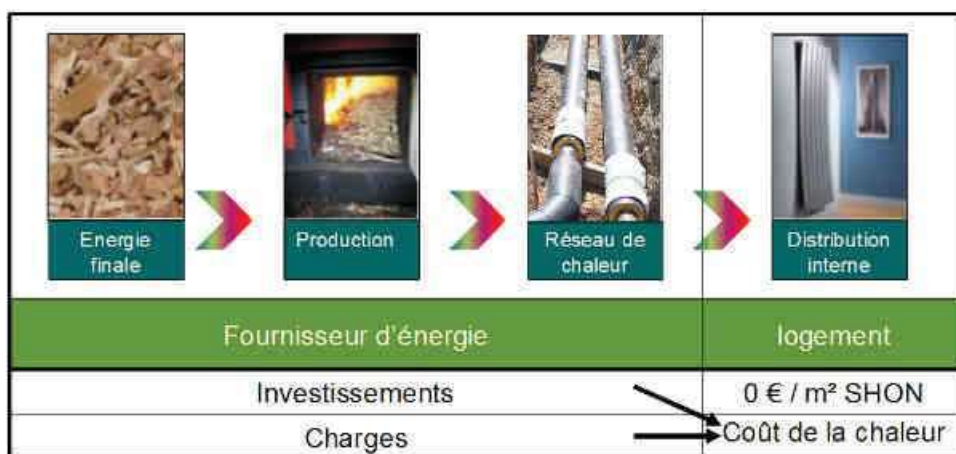 Energie
finale
Production
Réseau de
chaleur
Distribution
interne
Fournisseur d'énergie
logement
Investissements
0 € / m² SHON
Charges
Coût de la chaleur